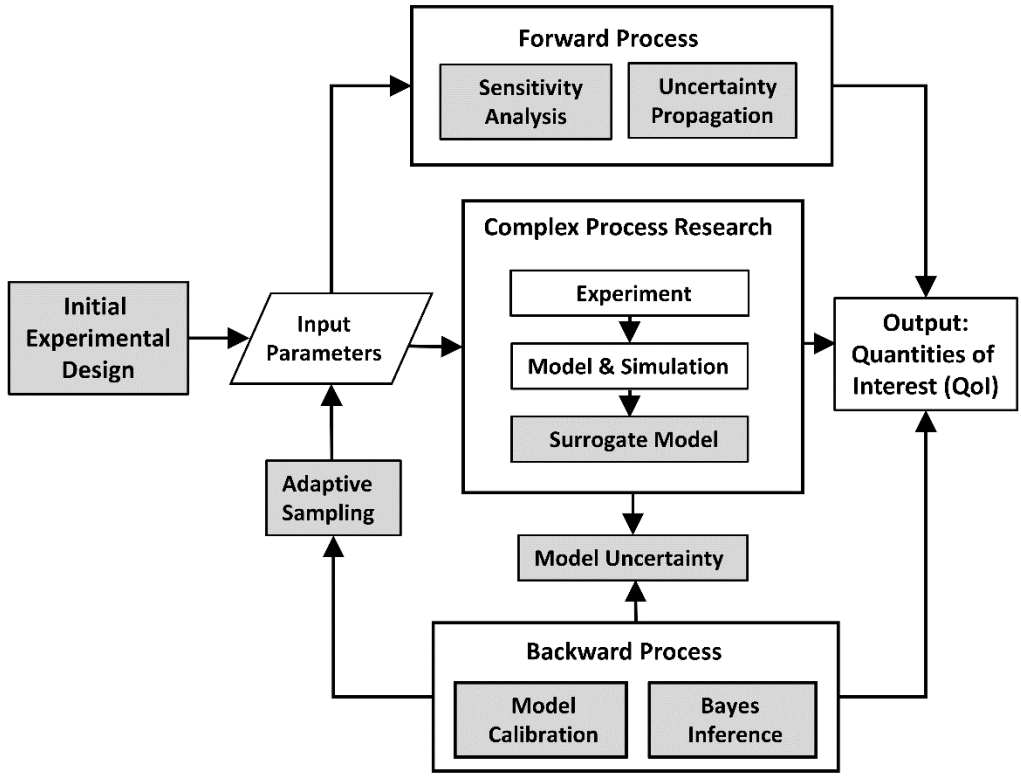 Forward Process
Sensitivity
Analysis
Uncertainty
Propagation
Complex Process Research
Experiment
Model & Simulation
Surrogate Model
Initial
Experimental
Design
Input
Parameters
Output:
Quantities of
Interest (QoI)
Adaptive
Sampling
Model Uncertainty
Backward Process
Model
Calibration
Bayes
Inference